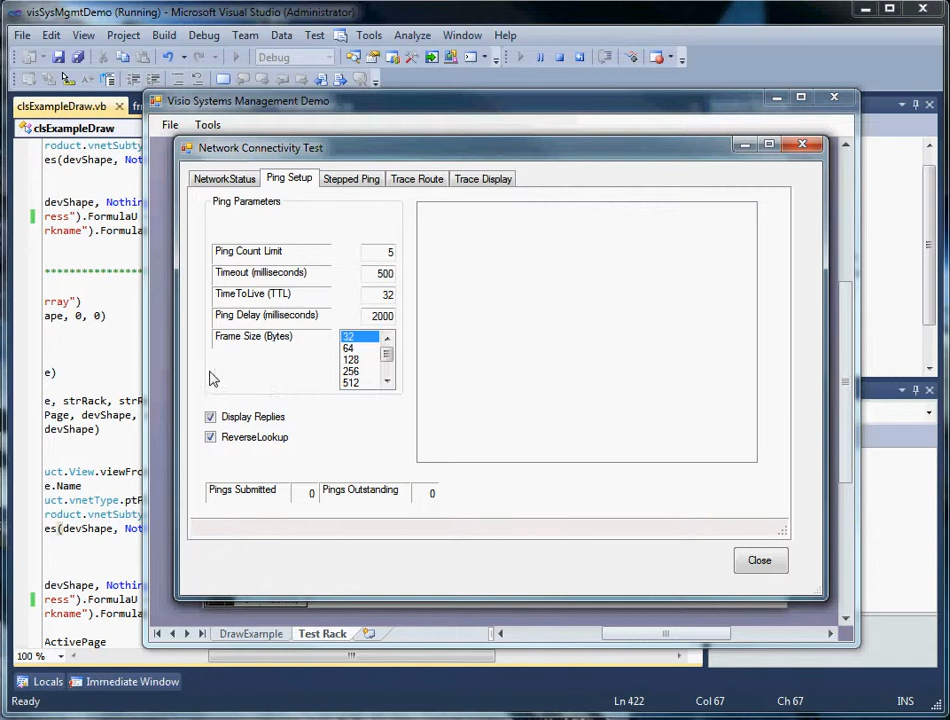 visSysMgmtDemo (Running) - Microsoft Visual Studio (Administrator)
File Edit View Project Build Debug Team Data Test Tools Analyze Window Help
Debug
clsExampleDraw.vb
clsExampleDraw
Visio Systems Management Demo
File Tools
Network Connectivity Test
NetworkStatus Ping Setup Stepped Ping Trace Route Trace Display
Ping Parameters
Ping Count Limit 5
Timeout (milliseconds) 500
TimeToLive (TTL) 32
Ping Delay (milliseconds) 2000
Frame Size (Bytes) 32
64
128
256
512
Display Replies
ReverseLookup
Pings Submitted 0 Pings Outstanding 0
Close
roduct.vnetSubty
es(devShape, Not
devShape, Nothin
ress").FormulaU
rkname").Formula
*****************
rray")
ape, 0, 0)
e)
e, strRack, strR
Page, devShape,
devShape)
uct.View.viewFro
e.Name
uct.vnetType.ptP
roduct.vnetSubty
es(devShape, Not
devShape, Nothin
ress").FormulaU
rkname").Formula
ActivePage
DrawExample Test Rack
100 %
Locals Immediate Window
Ready Ln 422 Col 67 Ch 67 INS